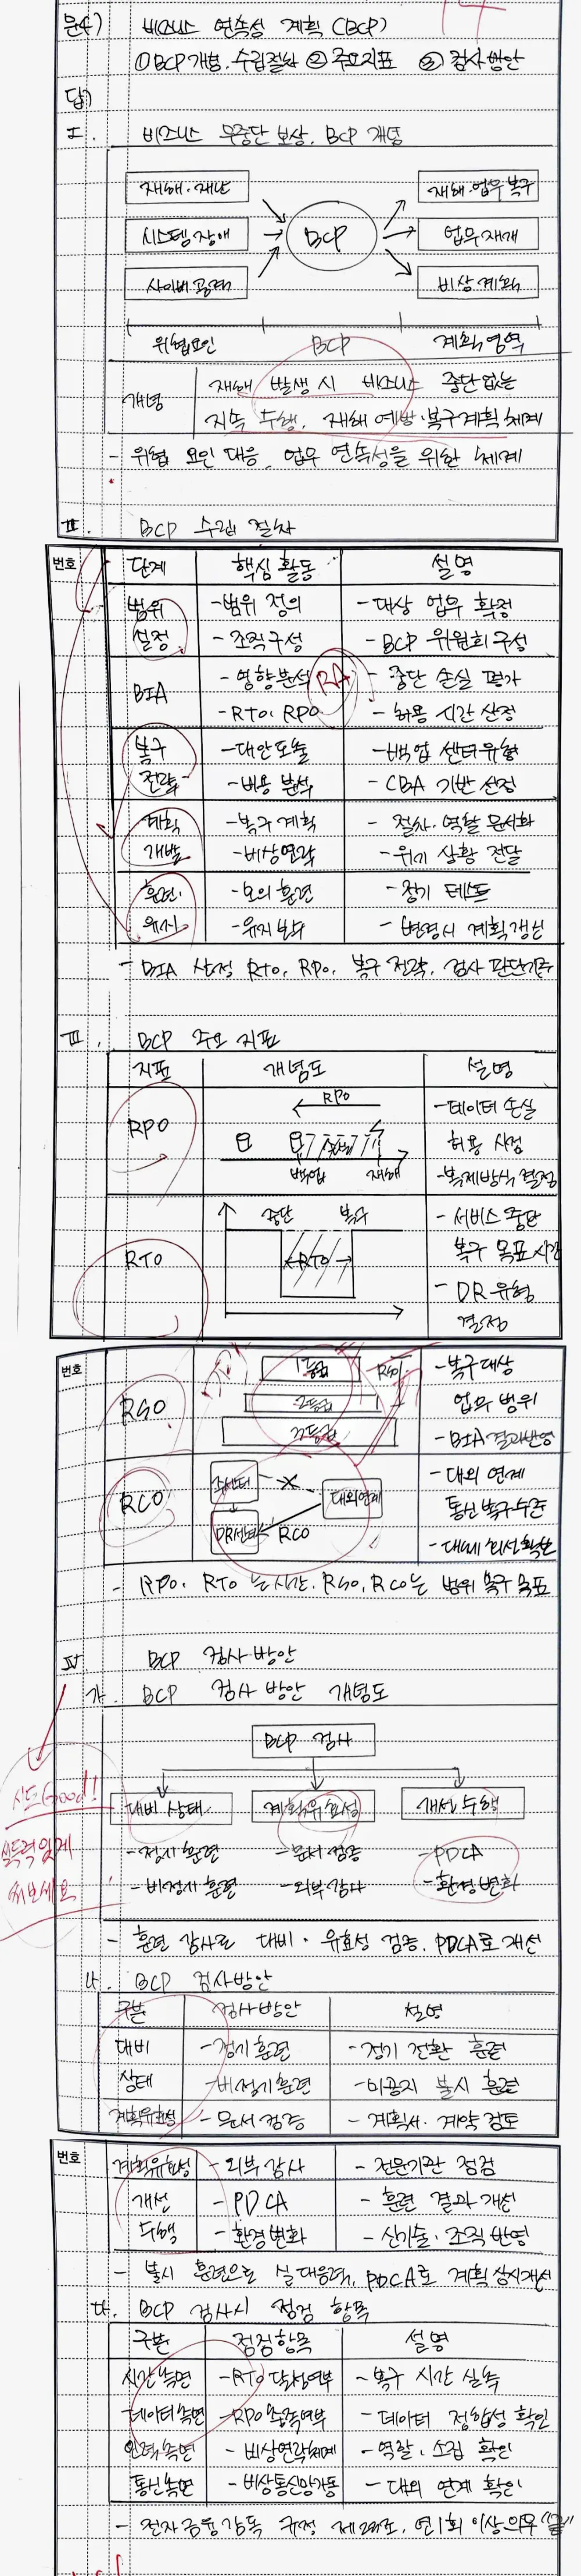 문4) 비즈니스 연속성 계획 (BCP)
① BCP 개념, 수립절차 ② 주요지표 ③ 검사방안
답)
I. 비즈니스 무중단 보상, BCP 개념
재해·재난
시스템 장애
사이버 공격
BCP
재해·업무 복구
업무 재개
비상 계획
위협요인 BCP 계획 영역
개념 재해 발생 시 비즈니스 중단 없는
지속 수행, 재해 예방·복구 계획 체계
- 위협 요인 대응, 업무 연속성을 위한 체계
II. BCP 수립 절차
번호
단계 핵심 활동 설명
범위 설정 - 범위 정의 - 대상 업무 확정
- 조직 구성 - BCP 위원회 구성
BIA - 영향 분석 RA - 중단 손실 평가
- RTO, RPO - 허용 시간 산정
복구 전략 - 대안 도출 - 백업 센터 유형
- 비용 분석 - CBA 기반 선정
계획 개발 - 복구 계획 - 절차·역할 문서화
- 비상연락 - 위기 상황 전달
훈련· 유지 - 모의 훈련 - 정기 테스트
- 유지보수 - 변경시 계획 갱신
- BIA 산정 RTO, RPO, 복구 전략, 검사 판단기준
III. BCP 주요 지표
지표 개념도 설명
RPO
RPO
백업 재해
- 데이터 손실
허용 시점
- 복제방식 결정
RTO
중단 복구
RTO
- 서비스 중단
복구 목표 시간
- DR 유형
결정
번호
RSO
1등급 RSO
2등급
3등급
- 복구 대상
업무 범위
- BIA 결과반영
RCO
주센터 X 대외연계
DR센터 RCO
- 대외 연계
통신 복구 수준
- 대체 회선 확보
- RPO, RTO는 시간, RSO, RCO는 범위 복구 목표
IV. BCP 검사 방안
가. BCP 검사 방안 개념도
BCP 검사
대비 상태 계획유효성 개선 수행
- 정기 훈련 - 문서 검증 - PDCA
- 비정기 훈련 - 외부 감사 - 환경변화
시도 Good!
설득력 있게
써보세요
- 훈련 감사로 대비·유효성 검증, PDCA로 개선
나. BCP 검사방안
구분 검사방안 설명
대비 상태 - 정기 훈련 - 정기 전환 훈련
- 비정기 훈련 - 미공지 불시 훈련
계획유효성 - 문서 검증 - 계획서·계약 검토
번호
계획유효성 - 외부 감사 - 전문기관 점검
개선 수행 - PDCA - 훈련 결과 개선
- 환경변화 - 신기술·조직 반영
- 불시 훈련으로 실 대응력, PDCA로 계획 상시개선
다. BCP 검사시 점검 항목
구분 점검항목 설명
시간측면 - RTO 달성여부 - 복구 시간 실측
데이터측면 - RPO 충족여부 - 데이터 정합성 확인
인력측면 - 비상연락체계 - 역할·소집 확인
통신측면 - 비상통신망가동 - 대외 연계 확인
- 전자금융감독 규정 연1회 이상 의무 "끝"